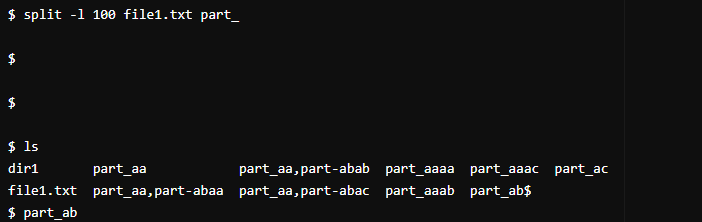 $ split -l 100 file1.txt part_
$
$
$ ls
dir1       part_aa            part_aa,part-abab  part_aaaa  part_aaac  part_ac
file1.txt  part_aa,part-abaa  part_aa,part-abac  part_aaab  part_ab$
$ part_ab